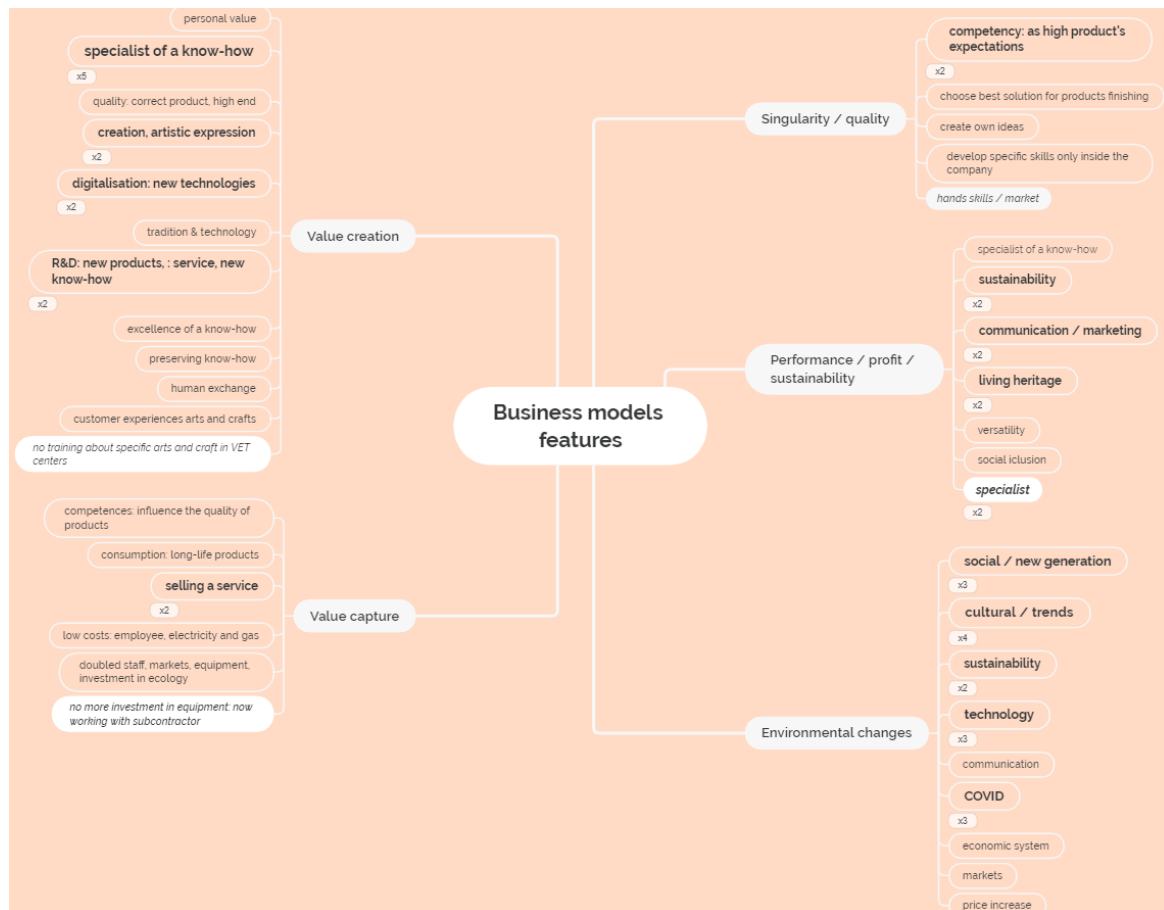 Business models
features
Value creation
personal value
specialist of a know-how
x5
quality: correct product, high end
creation, artistic expression
x2
digitalisation: new technologies
x2
tradition & technology
R&D: new products, : service, new
know-how
x2
excellence of a know-how
preserving know-how
human exchange
customer experiences arts and crafts
no training about specific arts and craft in VET
centers
Value capture
competences: influence the quality of
products
consumption: long-life products
selling a service
x2
low costs: employee, electricity and gas
doubled staff, markets, equipment,
investment in ecology
no more investment in equipment: now
working with subcontractor
Singularity / quality
competency: as high product's
expectations
x2
choose best solution for products finishing
create own ideas
develop specific skills only inside the
company
hands skills / market
Performance / profit /
sustainability
specialist of a know-how
sustainability
x2
communication / marketing
x2
living heritage
x2
versatility
social iclusion
specialist
x2
Environmental changes
social / new generation
x3
cultural / trends
x4
sustainability
x2
technology
x3
communication
COVID
x3
economic system
markets
price increase